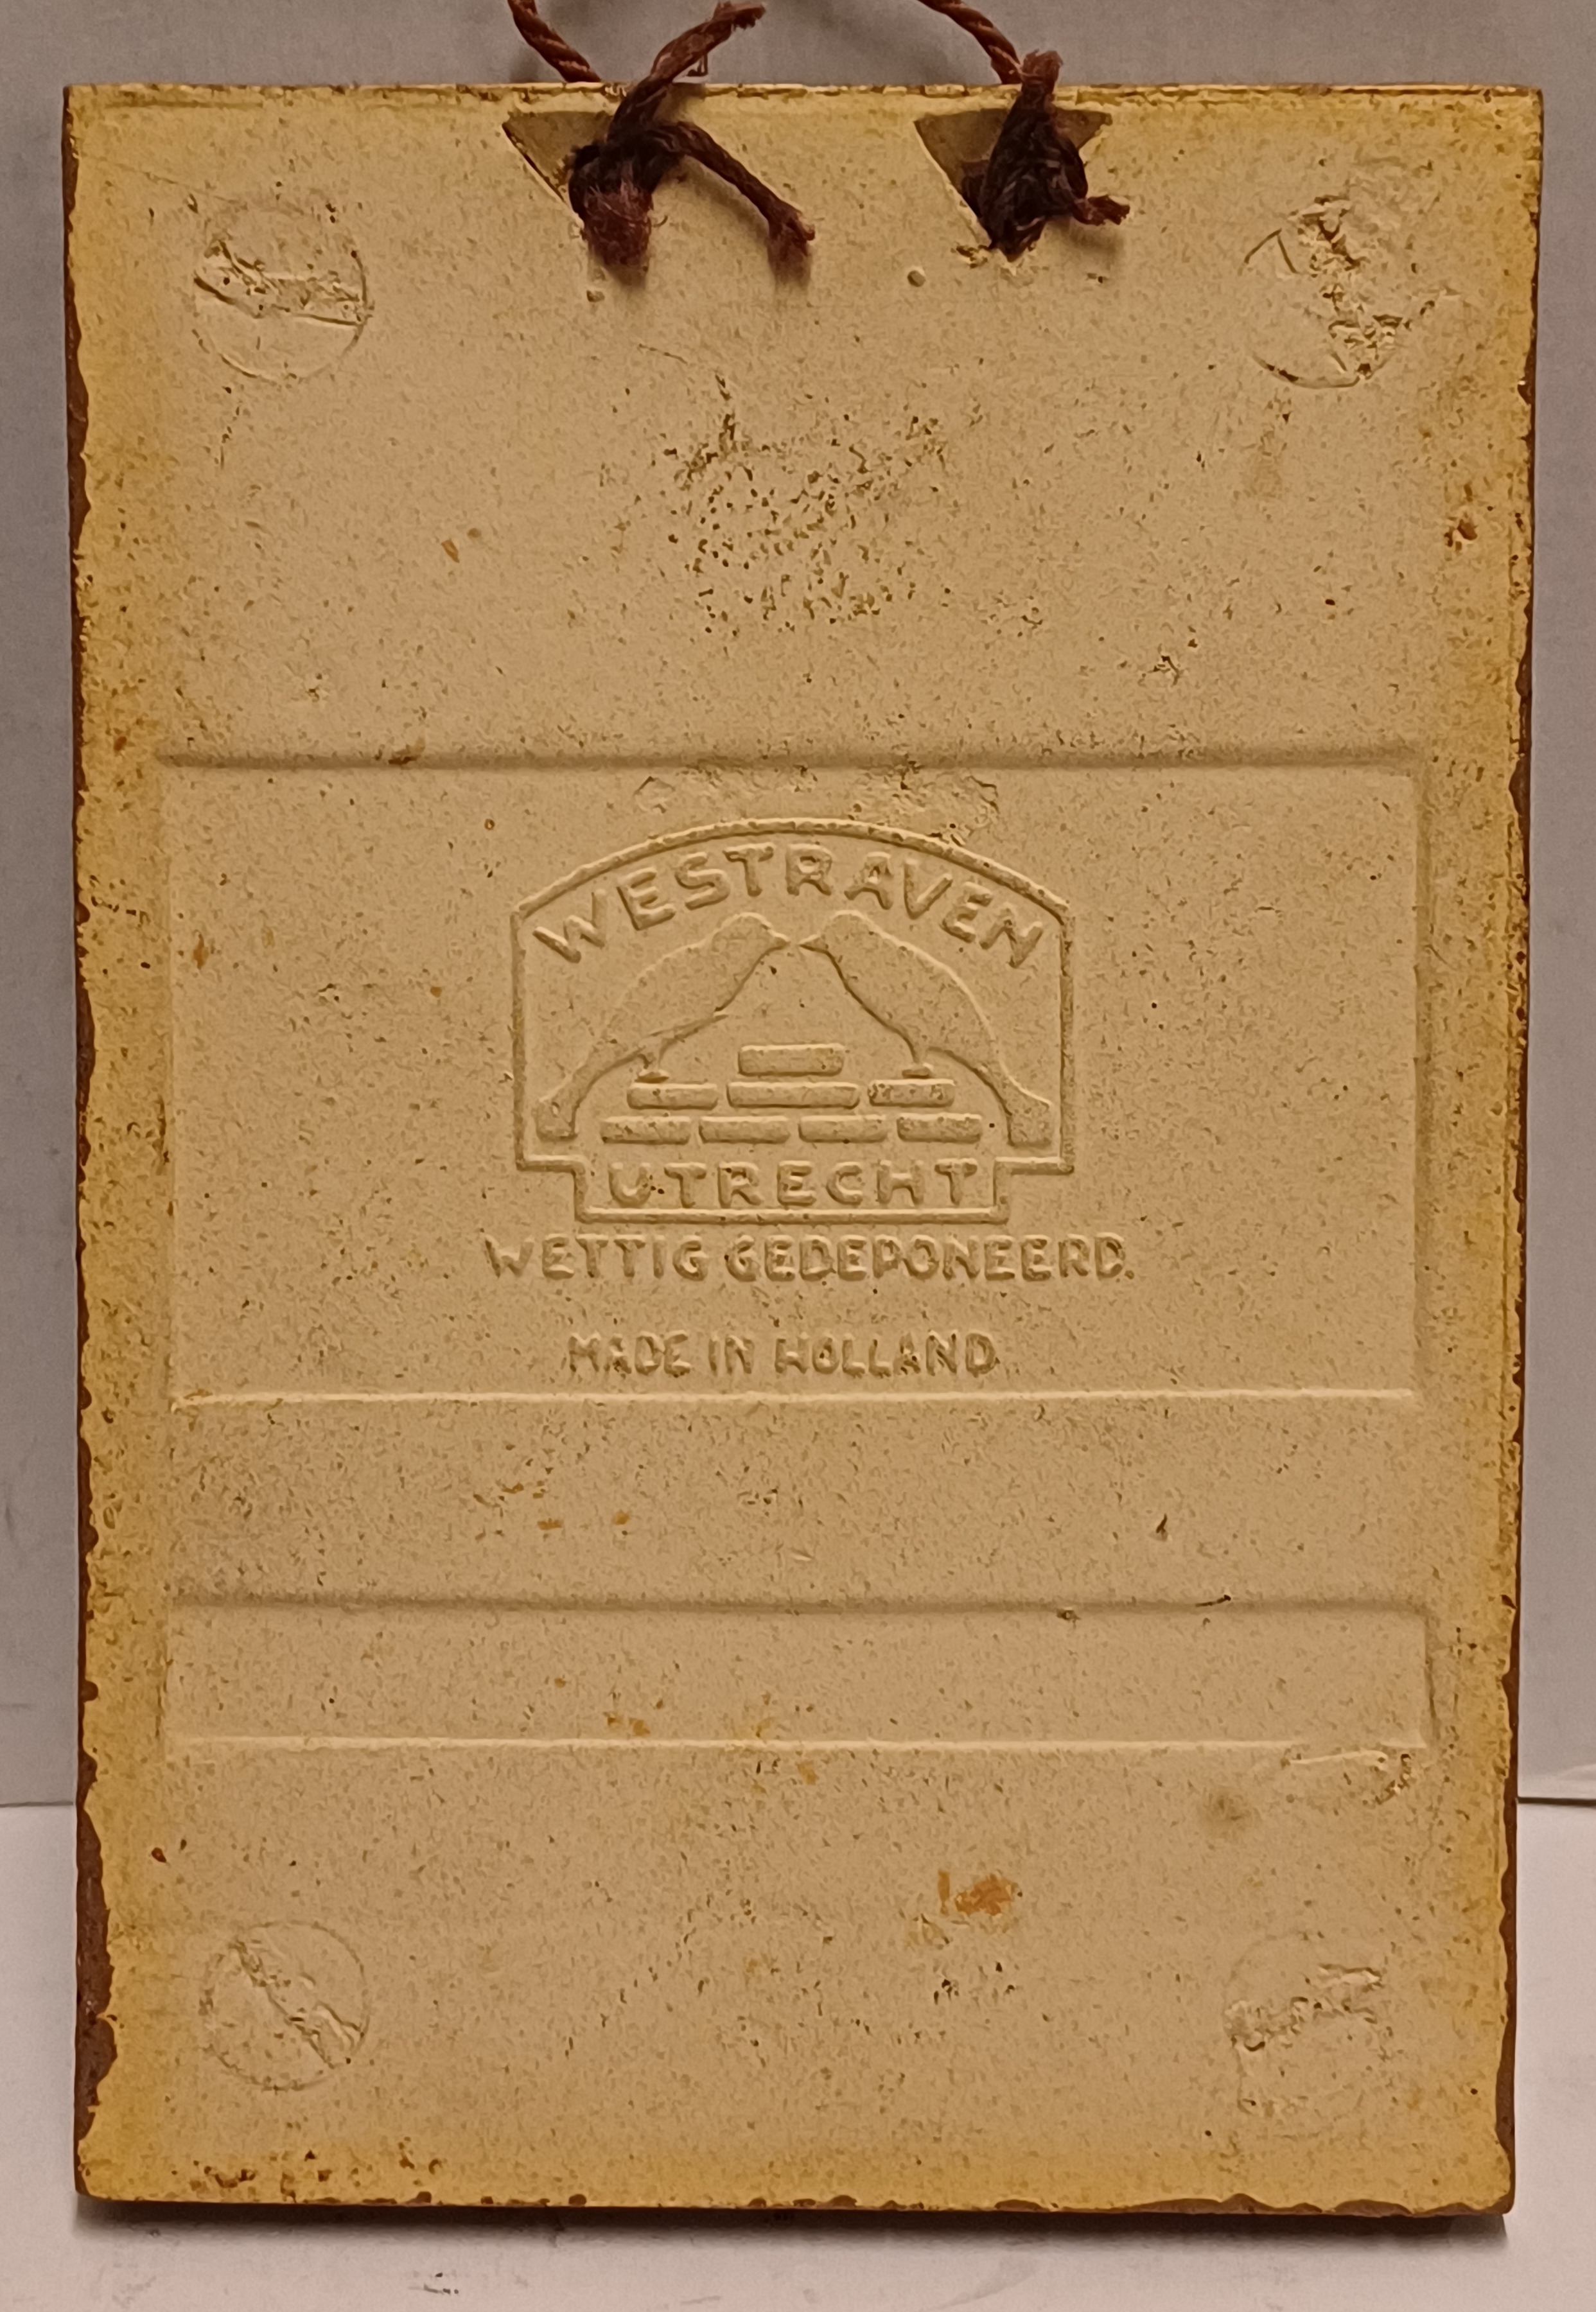 WESTRAVEN
UTRECHT
WETTIG GEDEPONEERD.
MADE IN HOLLAND